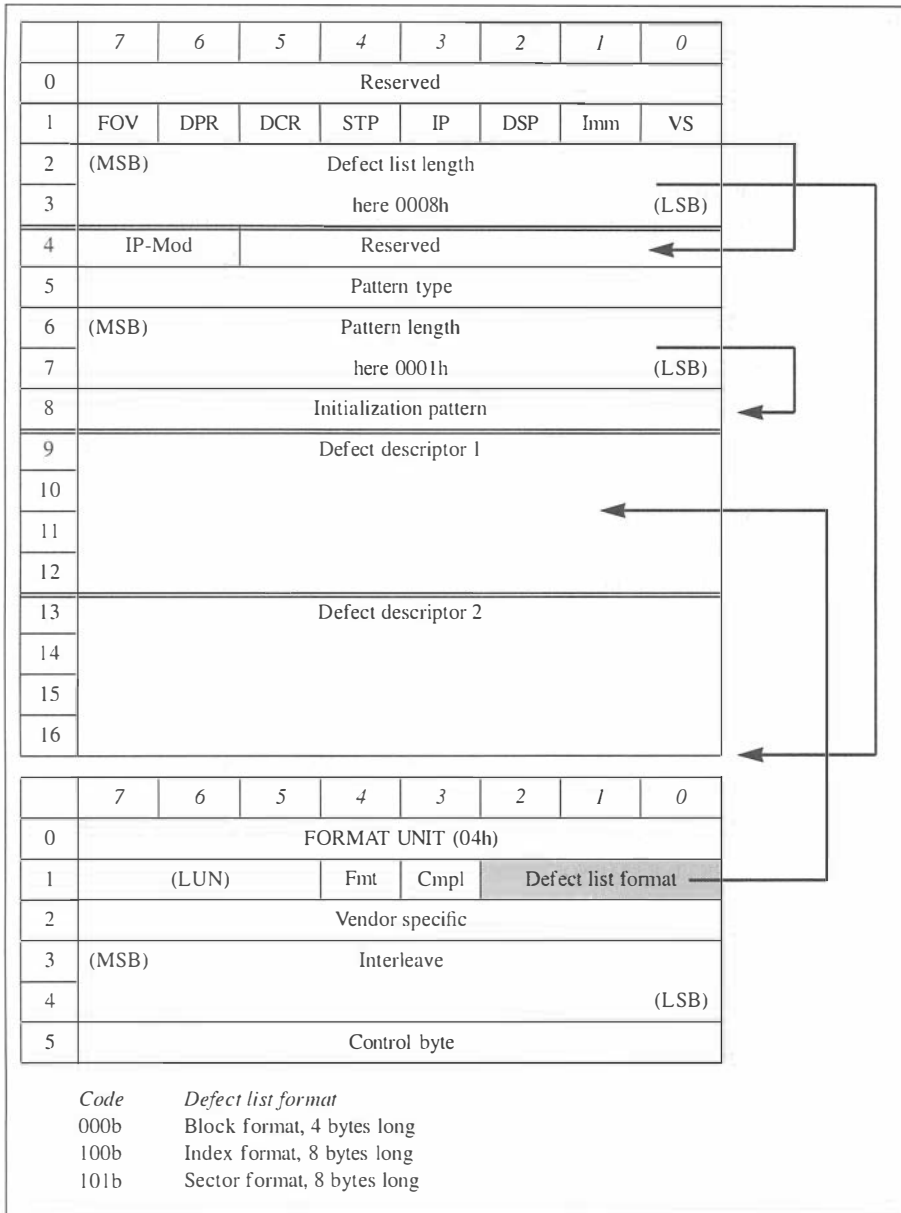 7 6 5 4 3 2 1 0
0 Reserved
1 FOV DPR DCR STP IP DSP Imm VS
2 (MSB) Defect list length
3 here 0008h (LSB)
4 IP-Mod Reserved
5 Pattern type
6 (MSB) Pattern length
7 here 0001h (LSB)
8 Initialization pattern
9 Defect descriptor 1
10
11
12
13 Defect descriptor 2
14
15
16
7 6 5 4 3 2 1 0
0 FORMAT UNIT (04h)
1 (LUN) Fmt Cmpl Defect list format
2 Vendor specific
3 (MSB) Interleave
4 (LSB)
5 Control byte
Code Defect list format
000b Block format, 4 bytes long
100b Index format, 8 bytes long
101b Sector format, 8 bytes long